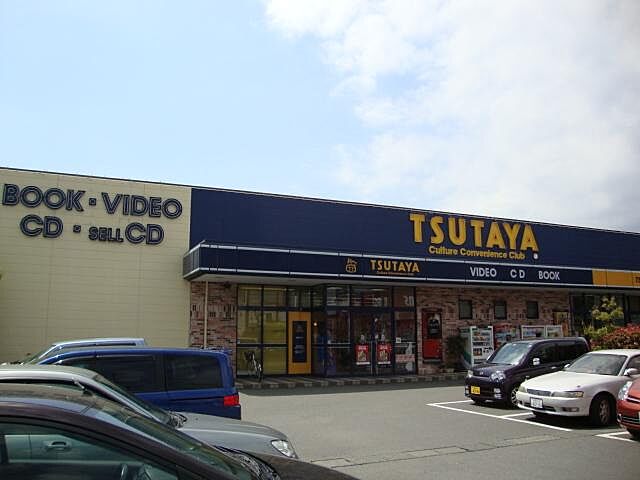 BOOK · VIDEO
CD · SELL CD
TSUTAYA
Culture Convenience Club
TSUTAYA
VIDEO CD BOOK